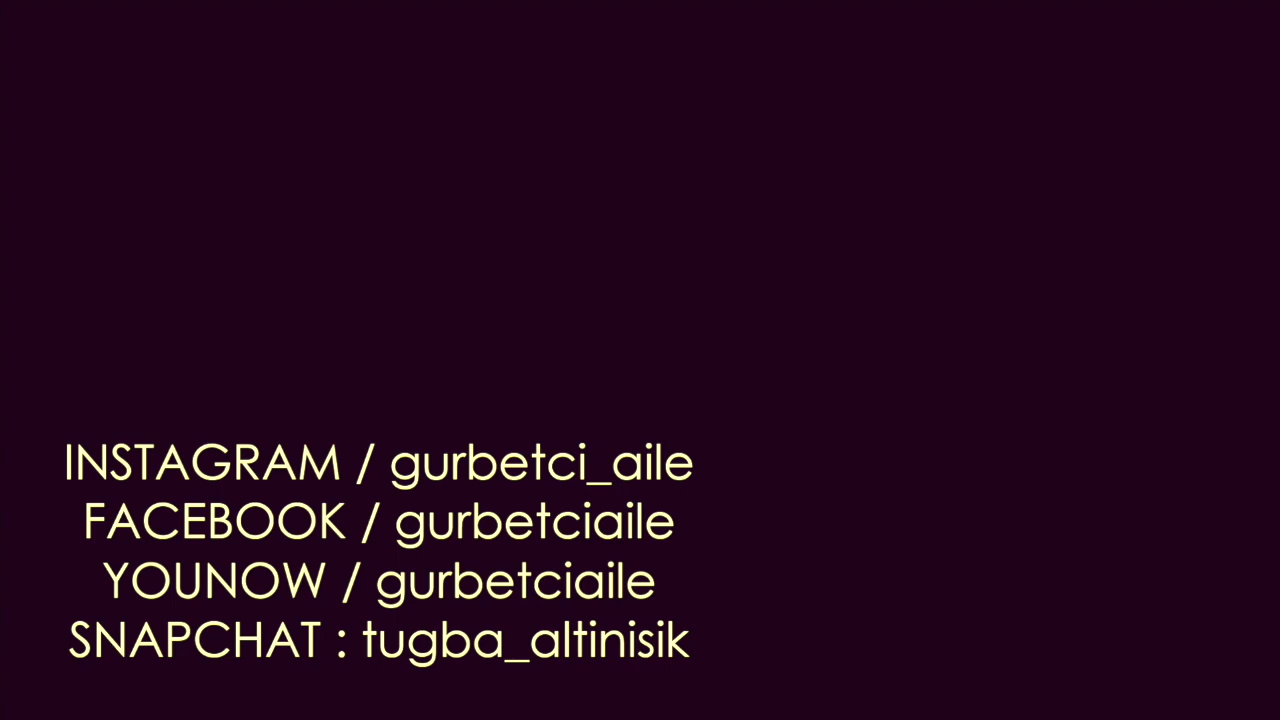 INSTAGRAM / gurbetci_aile
FACEBOOK / gurbetciaile
YOUNOW / gurbetciaile
SNAPCHAT : tugba_altinisik